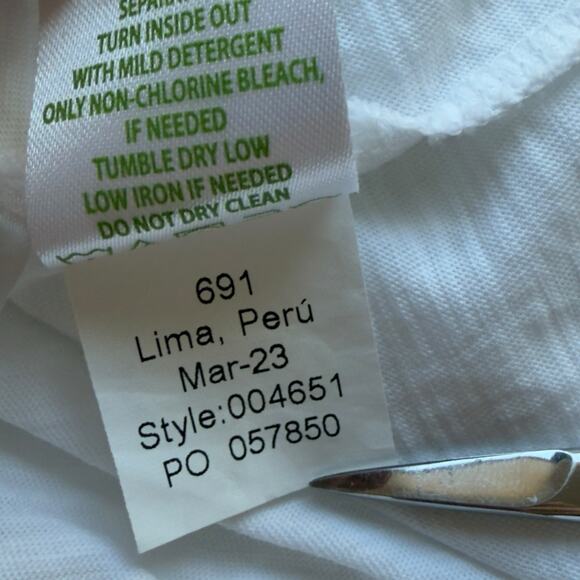 TURN INSIDE OUT
WITH MILD DETERGENT
ONLY NON-CHLORINE BLEACH,
IF NEEDED
TUMBLE DRY LOW
LOW IRON IF NEEDED
DO NOT DRY CLEAN
691
Lima, Perú
Mar-23
Style:004651
PO 057850